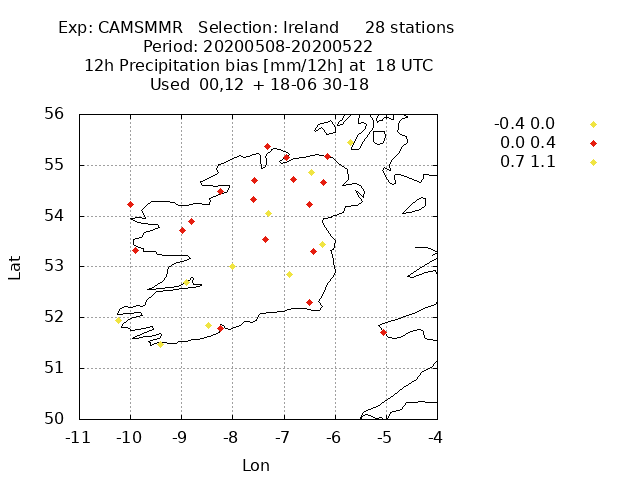 Exp: CAMSMMR   Selection: Ireland     28 stations
Period: 20200508-20200522
12h Precipitation bias [mm/12h] at  18 UTC
Used  00,12  + 18-06 30-18
-0.4 0.0
0.0 0.4
0.7 1.1
Lat
56
55
54
53
52
51
50
-11 -10 -9 -8 -7 -6 -5 -4
Lon